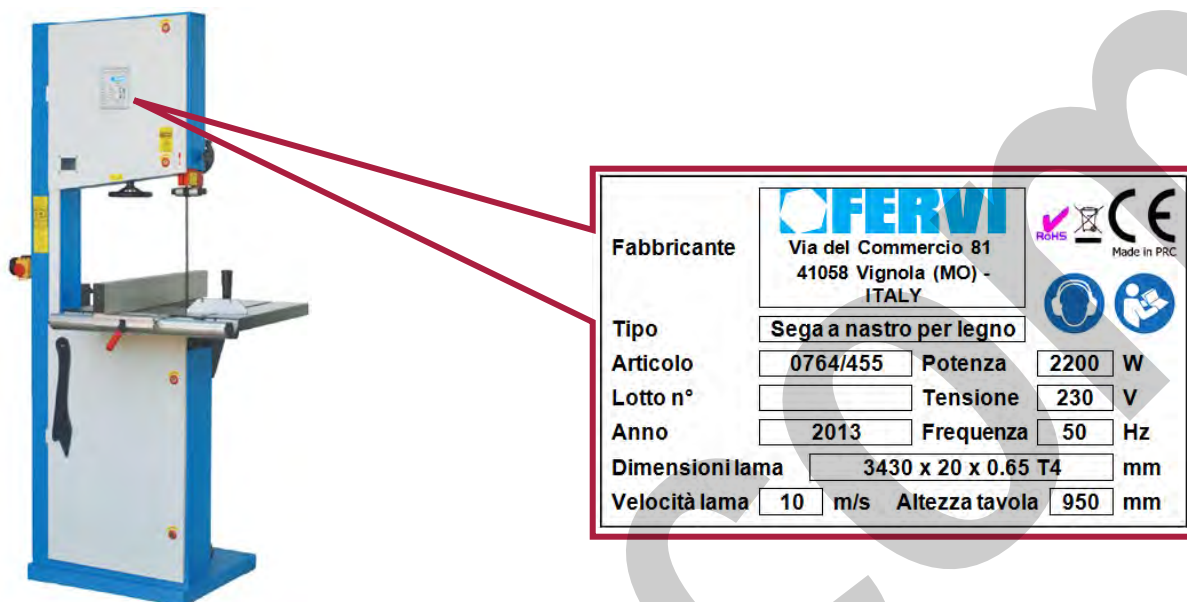 FERVI
Fabbricante
Via del Commercio 81
41058 Vignola (MO) -
ITALY
RoHS
CE
Made in PRC
Tipo Sega a nastro per legno
Articolo 0764/455 Potenza 2200 W
Lotto n° Tensione 230 V
Anno 2013 Frequenza 50 Hz
Dimensioni lama 3430 x 20 x 0.65 T4 mm
Velocità lama 10 m/s Altezza tavola 950 mm
com